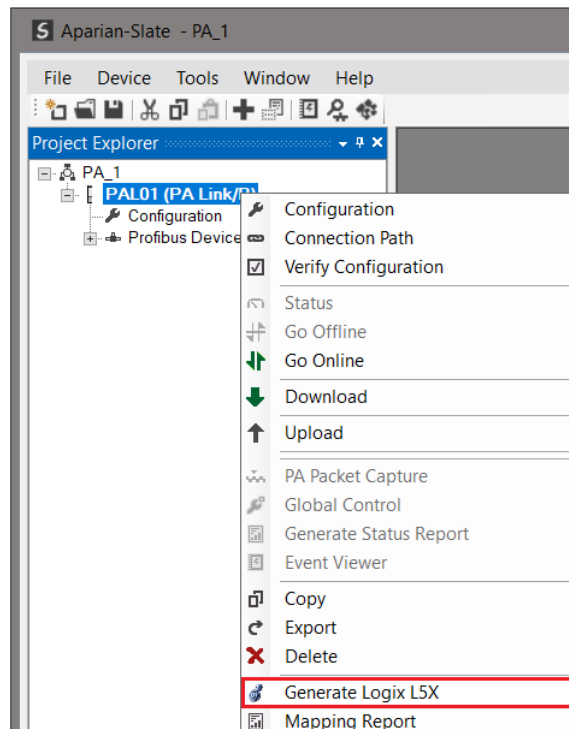 S Aparian-Slate - PA_1
File Device Tools Window Help
Project Explorer
PA_1
PAL01 (PA Link/B)
Configuration
Profibus Device
Configuration
Connection Path
Verify Configuration
Status
Go Offline
Go Online
Download
Upload
PA Packet Capture
Global Control
Generate Status Report
Event Viewer
Copy
Export
Delete
Generate Logix L5X
Mapping Report